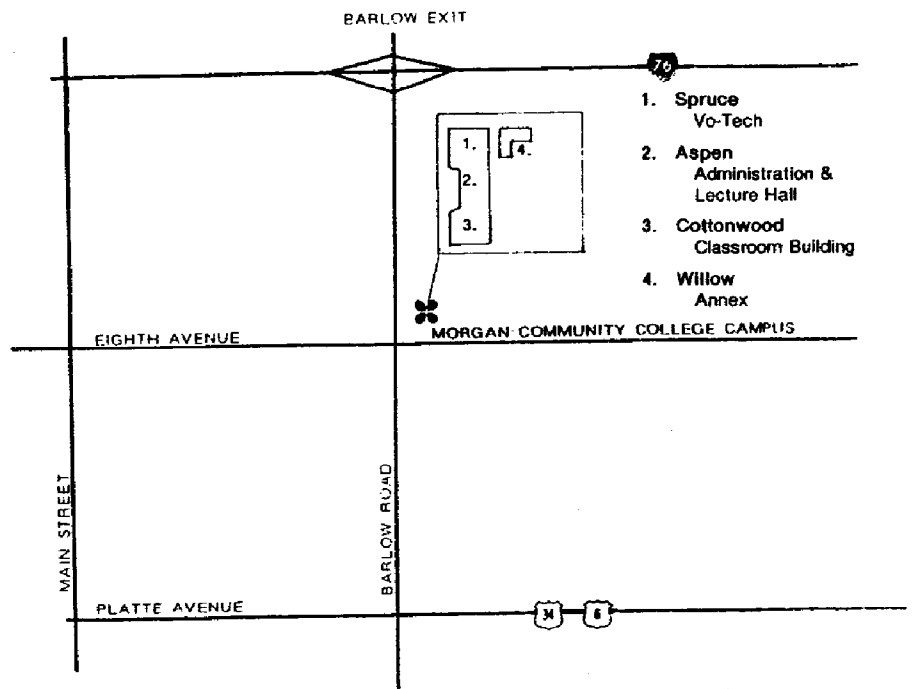 BARLOW EXIT
76
1. Spruce
Vo-Tech
2. Aspen
Administration &
Lecture Hall
3. Cottonwood
Classroom Building
4. Willow
Annex
1.
4.
2.
3.
MORGAN COMMUNITY COLLEGE CAMPUS
EIGHTH AVENUE
MAIN STREET
BARLOW ROAD
PLATTE AVENUE
34
6